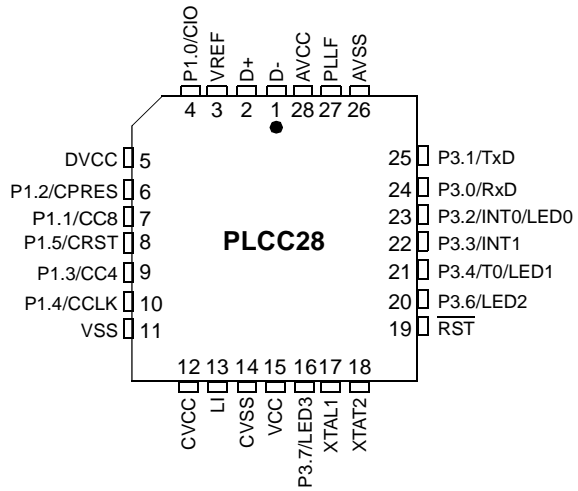 P1.0/CIO
VREF
D+
D-
AVCC
PLLF
AVSS
4 3 2 1 28 27 26
DVCC 5
P1.2/CPRES 6
P1.1/CC8 7
P1.5/CRST 8
P1.3/CC4 9
P1.4/CCLK 10
VSS 11
PLCC28
25 P3.1/TxD
24 P3.0/RxD
23 P3.2/INT0/LED0
22 P3.3/INT1
21 P3.4/T0/LED1
20 P3.6/LED2
19 RST
12 13 14 15 16 17 18
CVCC
LI
CVSS
VCC
P3.7/LED3
XTAL1
XTAT2